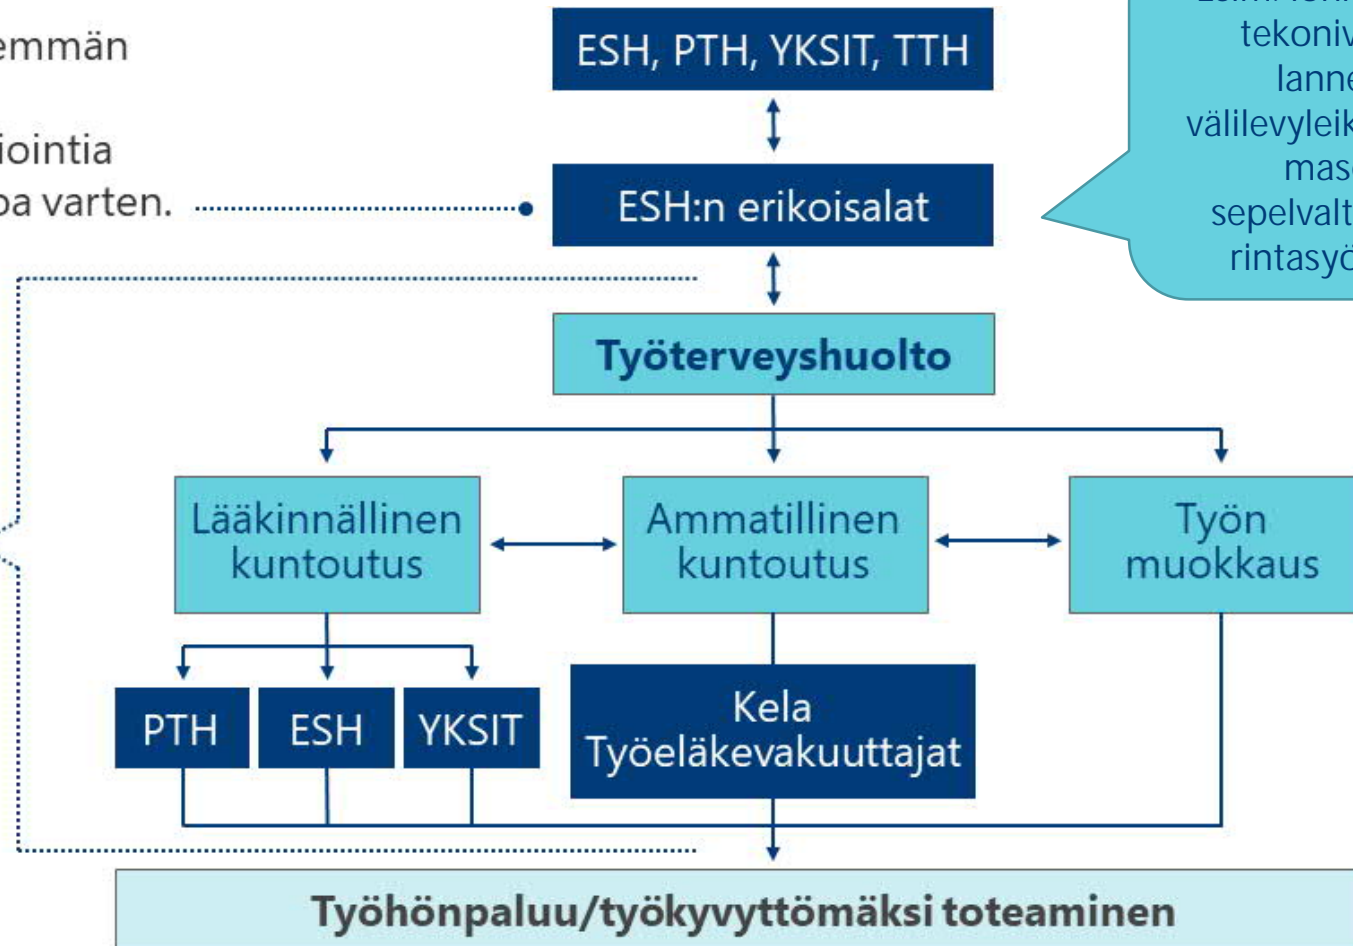 emmän
iointia
oa varten.
ESH, PTH, YKSIT, TTH
ESH:n erikoisalat
tekoniv
lanne
välilevyleik
mas
sepelvalt
rintasyö
Työterveyshuolto
Lääkinnällinen
kuntoutus
Ammatillinen
kuntoutus
Työn
muokkaus
PTH
ESH
YKSIT
Kela
Työeläkevakuuttajat
Työhönpaluu/työkyvyttömäksi toteaminen